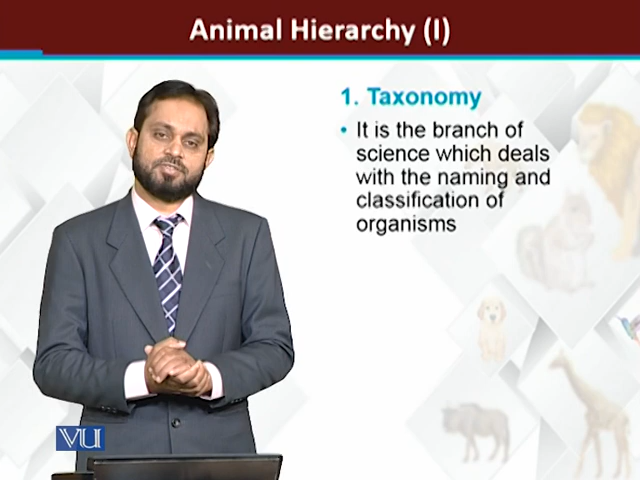 Animal Hierarchy (I)
1. Taxonomy
• It is the branch of
science which deals
with the naming and
classification of
organisms
VU